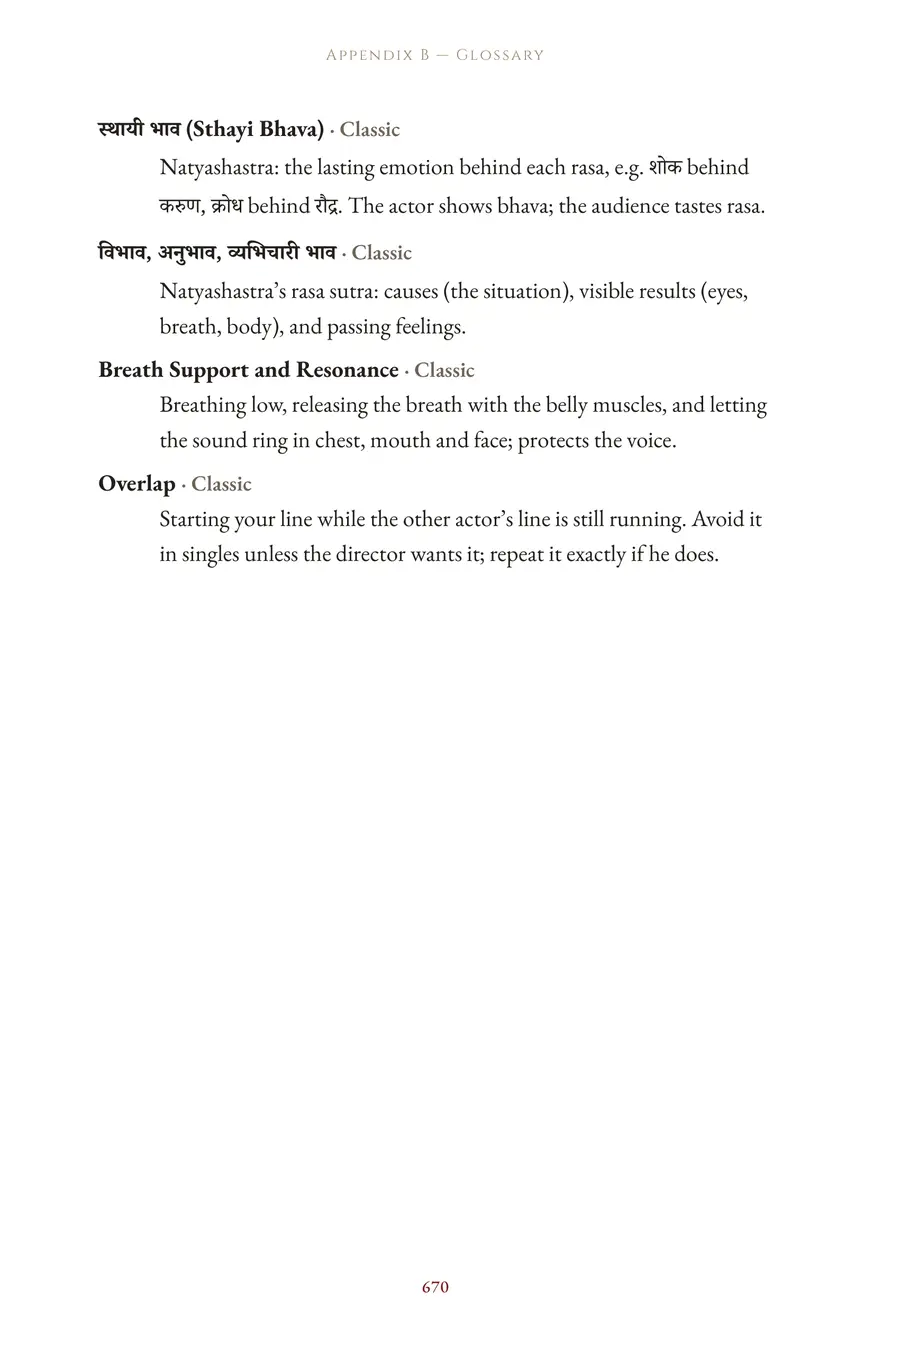 Appendix B — Glossary
स्थायी भाव (Sthayi Bhava) · Classic
Natyashastra: the lasting emotion behind each rasa, e.g. शोक behind
करुण, क्रोध behind रौद्र. The actor shows bhava; the audience tastes rasa.
विभाव, अनुभाव, व्यभिचारी भाव · Classic
Natyashastra’s rasa sutra: causes (the situation), visible results (eyes,
breath, body), and passing feelings.
Breath Support and Resonance · Classic
Breathing low, releasing the breath with the belly muscles, and letting
the sound ring in chest, mouth and face; protects the voice.
Overlap · Classic
Starting your line while the other actor’s line is still running. Avoid it
in singles unless the director wants it; repeat it exactly if he does.
670